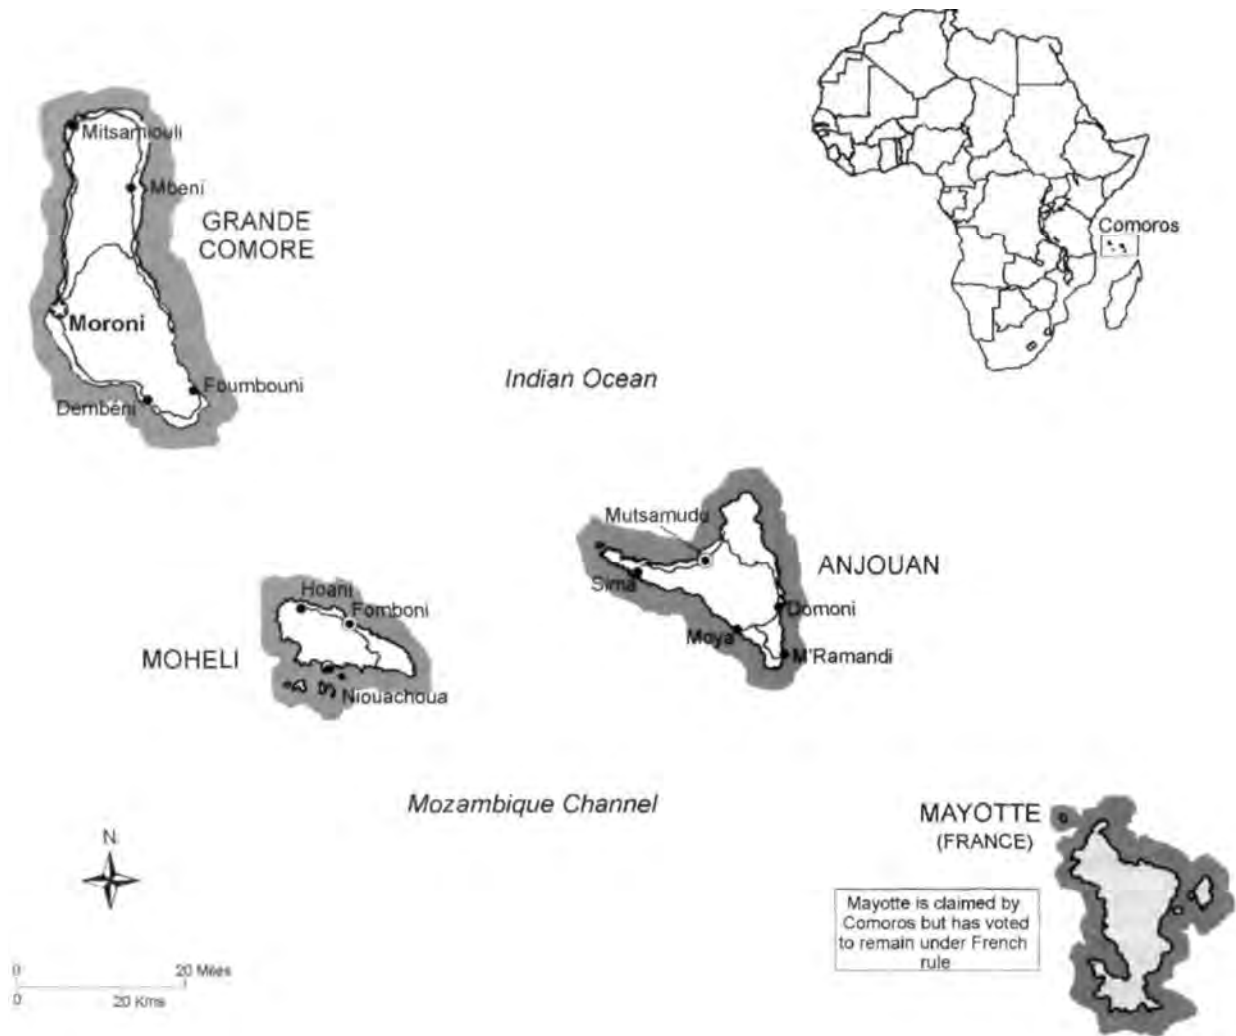 Mitsamiouli
Mbeni
GRANDE
COMORE
Moroni
Foumbouni
Dembéni
Comoros
Indian Ocean
Mutsamudu
ANJOUAN
Sima
Domoni
Moya
M'Ramandi
Hoani
Fomboni
MOHELI
Niouachoua
Mozambique Channel
MAYOTTE
(FRANCE)
Mayotte is claimed by
Comoros but has voted
to remain under French
rule
N
0
20 Miles
0
20 Kms